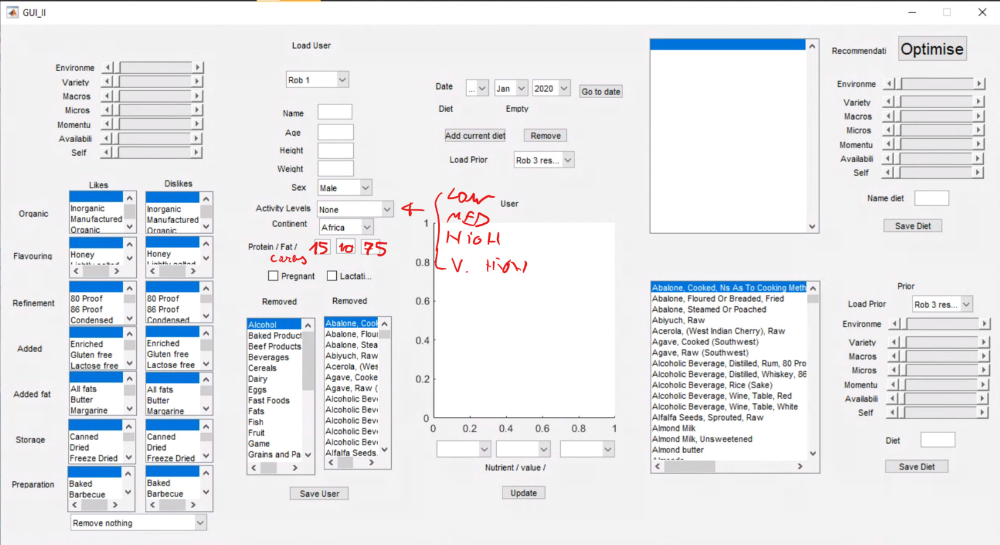 GUI_II
Load User
Rob 1
Name
Age
Height
Weight
Sex
Male
Activity Levels
None
Continent
Africa
Protein / Fat /
carbs
15
10
75
Pregnant
Lactati...
Low
MED
HIGH
V. HIGH
Environme
Variety
Macros
Micros
Momentu
Availabili
Self
Likes
Dislikes
Organic
Inorganic
Manufactured
Organic
Inorganic
Manufactured
Organic
Flavouring
Honey
Lightly salted
Honey
Lightly salted
Refinement
80 Proof
86 Proof
Condensed
80 Proof
86 Proof
Condensed
Added
Enriched
Gluten free
Lactose free
Enriched
Gluten free
Lactose free
Added fat
All fats
Butter
Margarine
All fats
Butter
Margarine
Storage
Canned
Dried
Freeze Dried
Canned
Dried
Freeze Dried
Preparation
Baked
Barbecue
Baked
Barbecue
Remove nothing
Removed
Alcohol
Baked Product
Beef Products
Beverages
Cereals
Dairy
Eggs
Fast Foods
Fats
Fish
Fruit
Game
Grains and Pa
Removed
Abalone, Cool
Abalone, Flour
Abalone, Stea
Abiyuch, Raw
Acerola, (Wes
Agave, Cooke
Agave, Raw (
Alcoholic Bev
Alcoholic Bev
Alcoholic Bev
Alcoholic Bev
Alcoholic Bev
Alfalfa Seeds.
Save User
Date
...
Jan
2020
Go to date
Diet
Empty
Add current diet
Remove
Load Prior
Rob 3 res...
User
1
0.8
0.6
0.4
0.2
0
0
0.2
0.4
0.6
0.8
1
Nutrient / value /
Update
Recommendati
Optimise
Environme
Variety
Macros
Micros
Momentu
Availabili
Self
Name diet
Save Diet
Abalone, Cooked, Ns As To Cooking Meth
Abalone, Floured Or Breaded, Fried
Abalone, Steamed Or Poached
Abiyuch, Raw
Acerola, (West Indian Cherry), Raw
Agave, Cooked (Southwest)
Agave, Raw (Southwest)
Alcoholic Beverage, Distilled, Rum, 80 Pro
Alcoholic Beverage, Distilled, Whiskey, 86
Alcoholic Beverage, Rice (Sake)
Alcoholic Beverage, Wine, Table, Red
Alcoholic Beverage, Wine, Table, White
Alfalfa Seeds, Sprouted, Raw
Almond Milk
Almond Milk, Unsweetened
Almond butter
Almonds
Prior
Load Prior
Rob 3 res...
Environme
Variety
Macros
Micros
Momentu
Availabili
Self
Diet
Save Diet